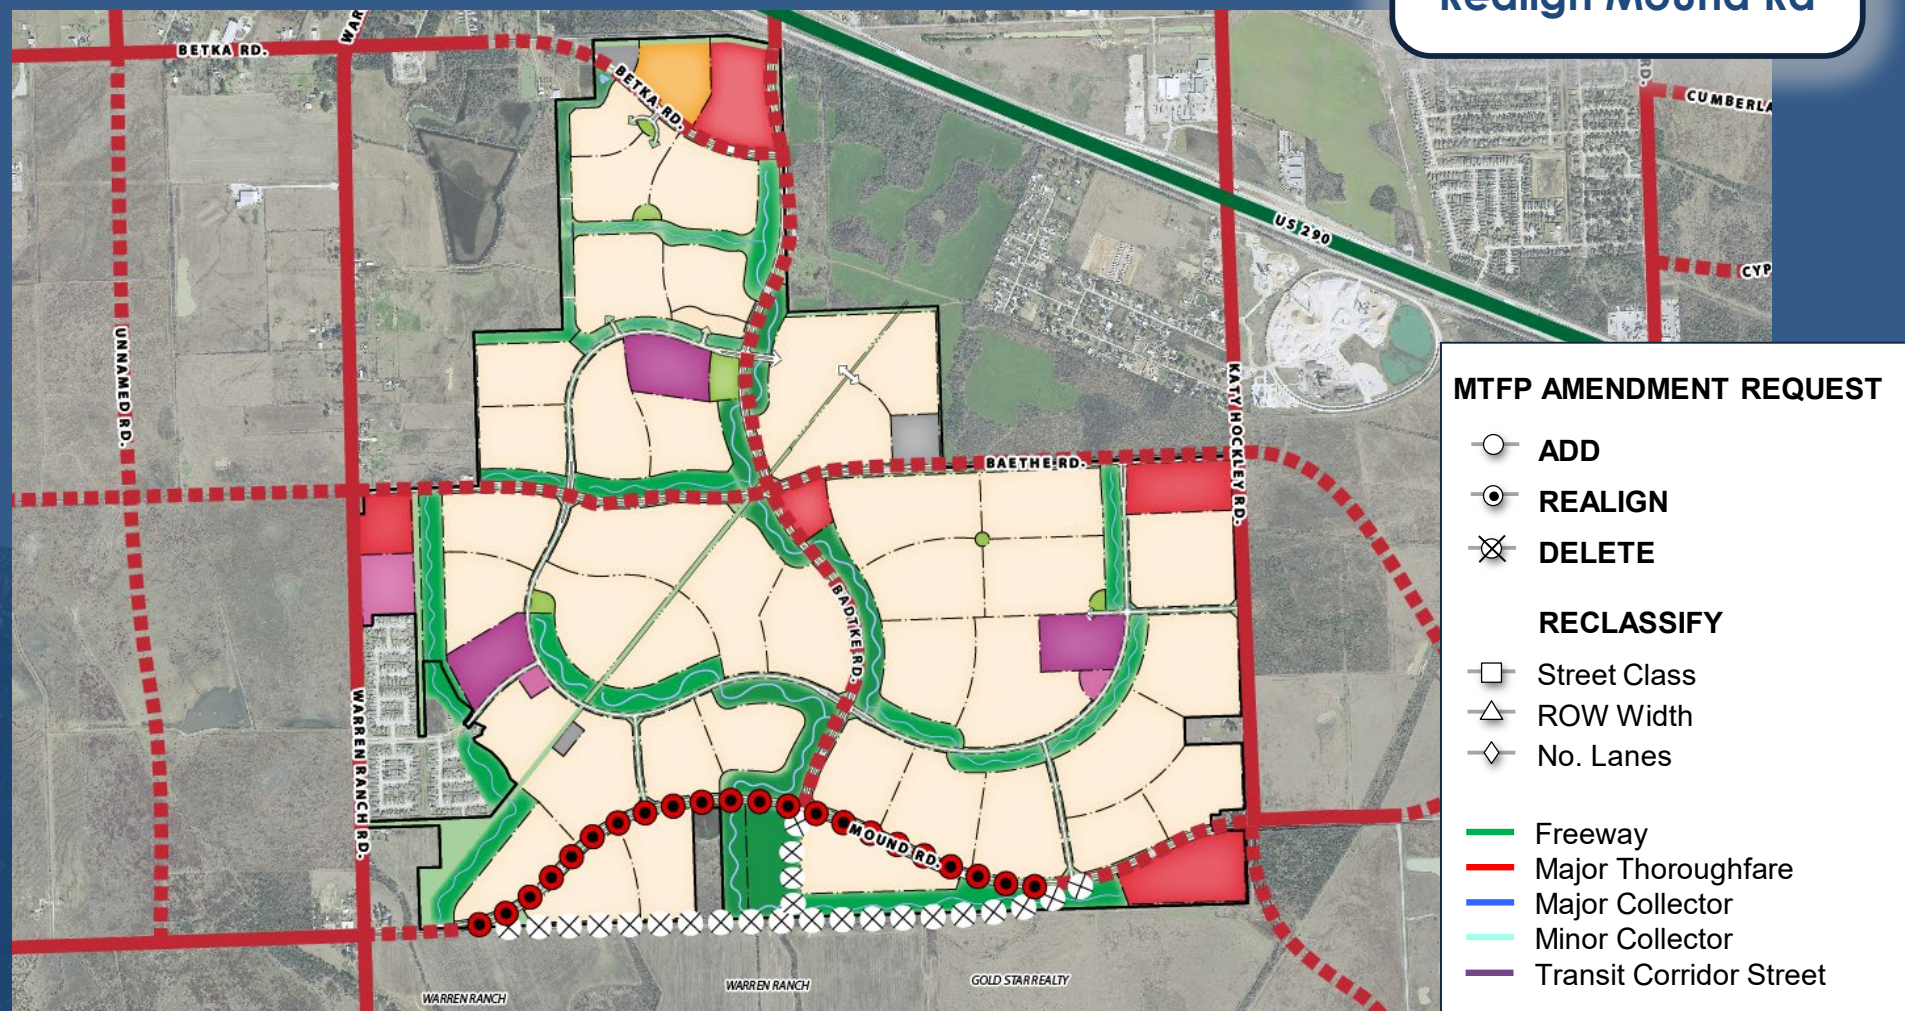 Realign Mound Rd
BETKA RD.
WAR
BETKA RD.
RD.
CUMBERLA
US 290
CYP
UNNAMED RD.
KATY HOCKLEY RD.
BAETHE RD.
BADTKE RD.
WARREN RANCH RD.
MOUND RD.
WARREN RANCH
WARREN RANCH
GOLD STAR REALTY
MTFP AMENDMENT REQUEST
ADD
REALIGN
DELETE
RECLASSIFY
Street Class
ROW Width
No. Lanes
Freeway
Major Thoroughfare
Major Collector
Minor Collector
Transit Corridor Street